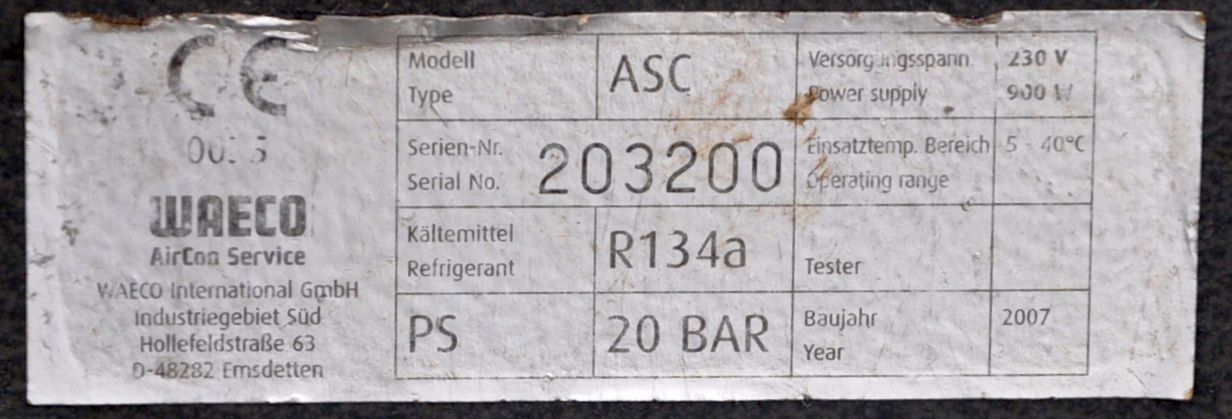 CE
WAECO
AirCon Service
WAECO International GmbH
Industriegebiet Süd
Hollefeldstraße 63
D-48282 Emsdetten
Modell
Type
ASC
Versorgungsspann
Power supply
230 V
900 W
Serien-Nr.
Serial No.
203200
Einsatztemp. Bereich
Operating range
5 - 40°C
Kältemittel
Refrigerant
R134a
Tester
PS
20 BAR
Baujahr
Year
2007